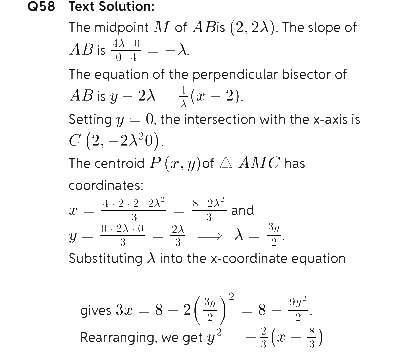 Q58 Text Solution:
The midpoint M of ABis (2, 2λ). The slope of
AB is (4λ − 0)/(0 − 4) = −λ.
The equation of the perpendicular bisector of
AB is y − 2λ = 1/λ (x − 2).
Setting y = 0, the intersection with the x-axis is
C (2, −2λ²0).
The centroid P (x, y)of △ AMC has
coordinates:
x = (4 + 2 + 2 − 2λ²)/3 = (8 − 2λ²)/3 and
y = (0 + 2λ + 0)/3 = 2λ/3 ⟶ λ = 3y/2.
Substituting λ into the x-coordinate equation
gives 3x = 8 − 2(3y/2)² = 8 − 9y²/2.
Rearranging, we get y² = −2/3 (x − 8/3)